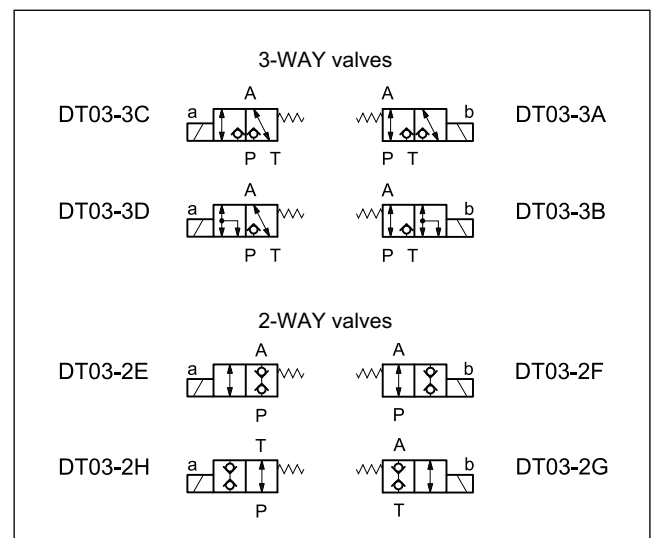 3-WAY valves
DT03-3C a A P T
A b P T DT03-3A
DT03-3D a A P T
A b P T DT03-3B
2-WAY valves
DT03-2E a A P
A b P DT03-2F
DT03-2H a T P
A b T DT03-2G